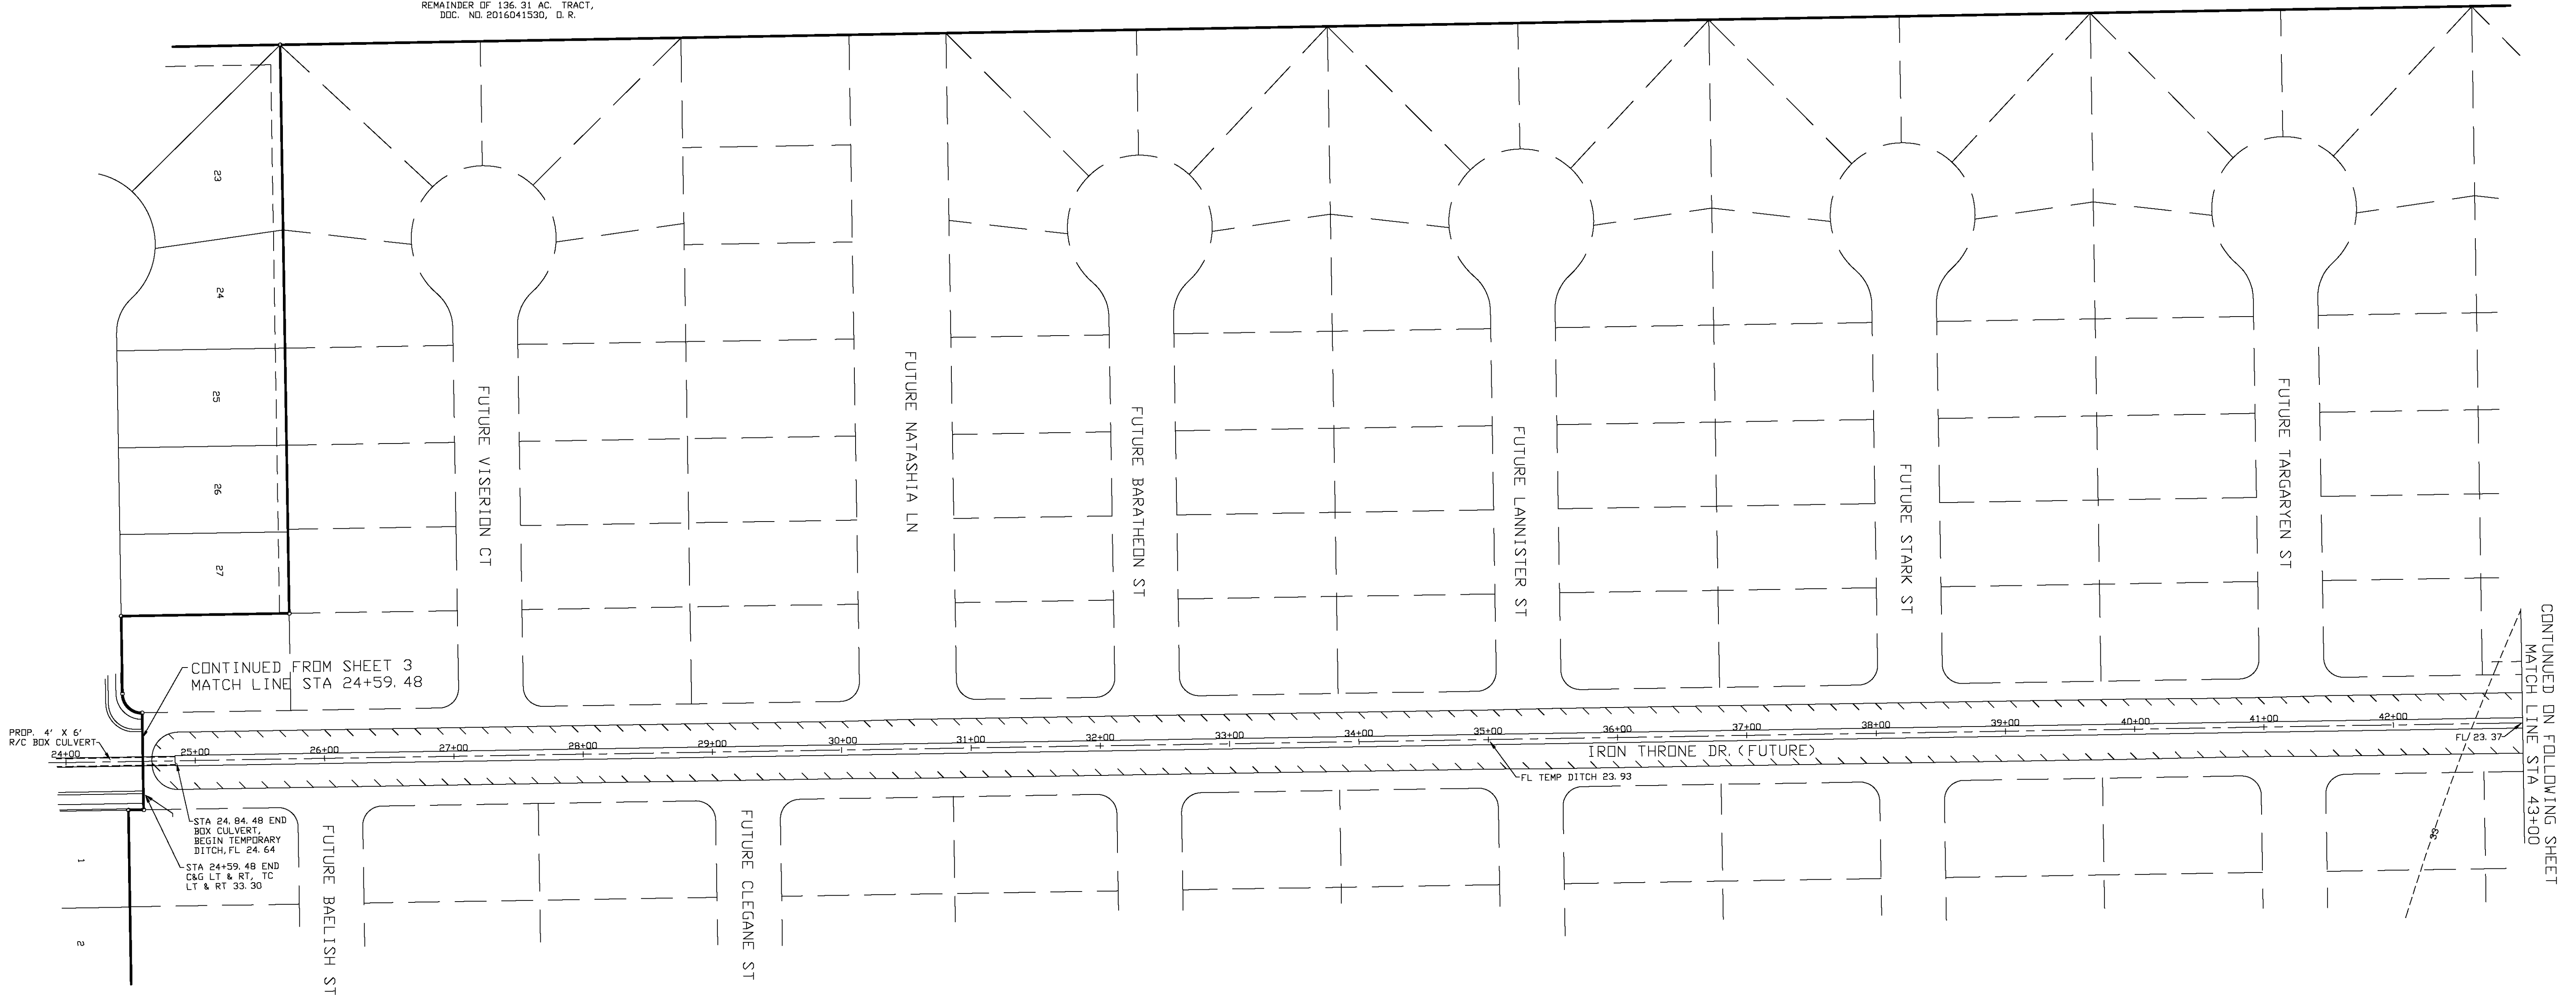 REMAINDER OF 136.31 AC. TRACT,
DOC. NO. 2016041530, O.R.
23
24
25
26
27
FUTURE VISERION CT
FUTURE NATASHIA LN
FUTURE BARATHEON ST
FUTURE LANNISTER ST
FUTURE STARK ST
FUTURE TARGARYEN ST
CONTINUED FROM SHEET 3
MATCH LINE STA 24+59.48
PROP. 4' X 6'
R/C BOX CULVERT
24+00
25+00
26+00
27+00
28+00
29+00
30+00
31+00
32+00
33+00
34+00
35+00
36+00
37+00
38+00
39+00
40+00
41+00
42+00
IRON THRONE DR. (FUTURE)
FL TEMP DITCH 23.93
FL 23.37
CONTUNUED ON FOLLOWING SHEET
MATCH LINE STA 43+00
33
STA 24.84.48 END
BOX CULVERT,
BEGIN TEMPORARY
DITCH, FL 24.64
STA 24+59.48 END
C&G LT & RT, TC
LT & RT 33.30
1
2
FUTURE BAELISH ST
FUTURE CLEGANE ST